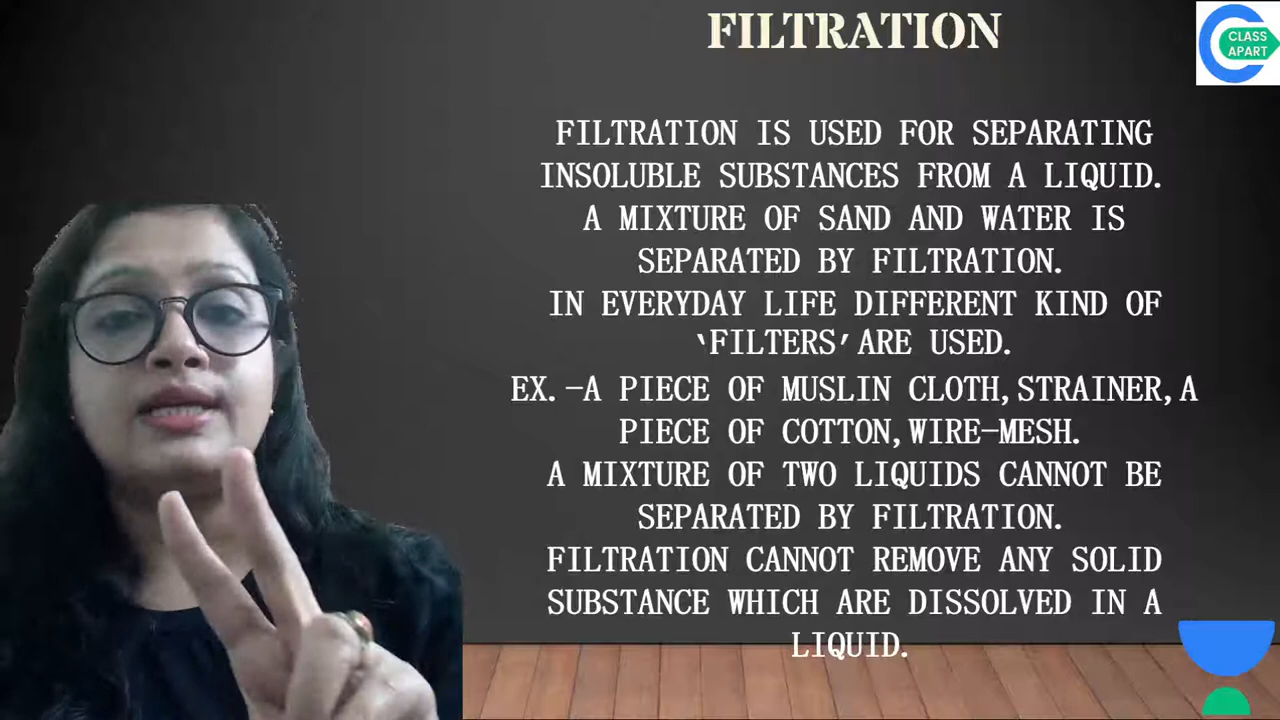 FILTRATION
CLASS
APART
FILTRATION IS USED FOR SEPARATING
INSOLUBLE SUBSTANCES FROM A LIQUID.
A MIXTURE OF SAND AND WATER IS
SEPARATED BY FILTRATION.
IN EVERYDAY LIFE DIFFERENT KIND OF
‵FILTERS′ARE USED.
EX.-A PIECE OF MUSLIN CLOTH,STRAINER,A
PIECE OF COTTON,WIRE-MESH.
A MIXTURE OF TWO LIQUIDS CANNOT BE
SEPARATED BY FILTRATION.
FILTRATION CANNOT REMOVE ANY SOLID
SUBSTANCE WHICH ARE DISSOLVED IN A
LIQUID.